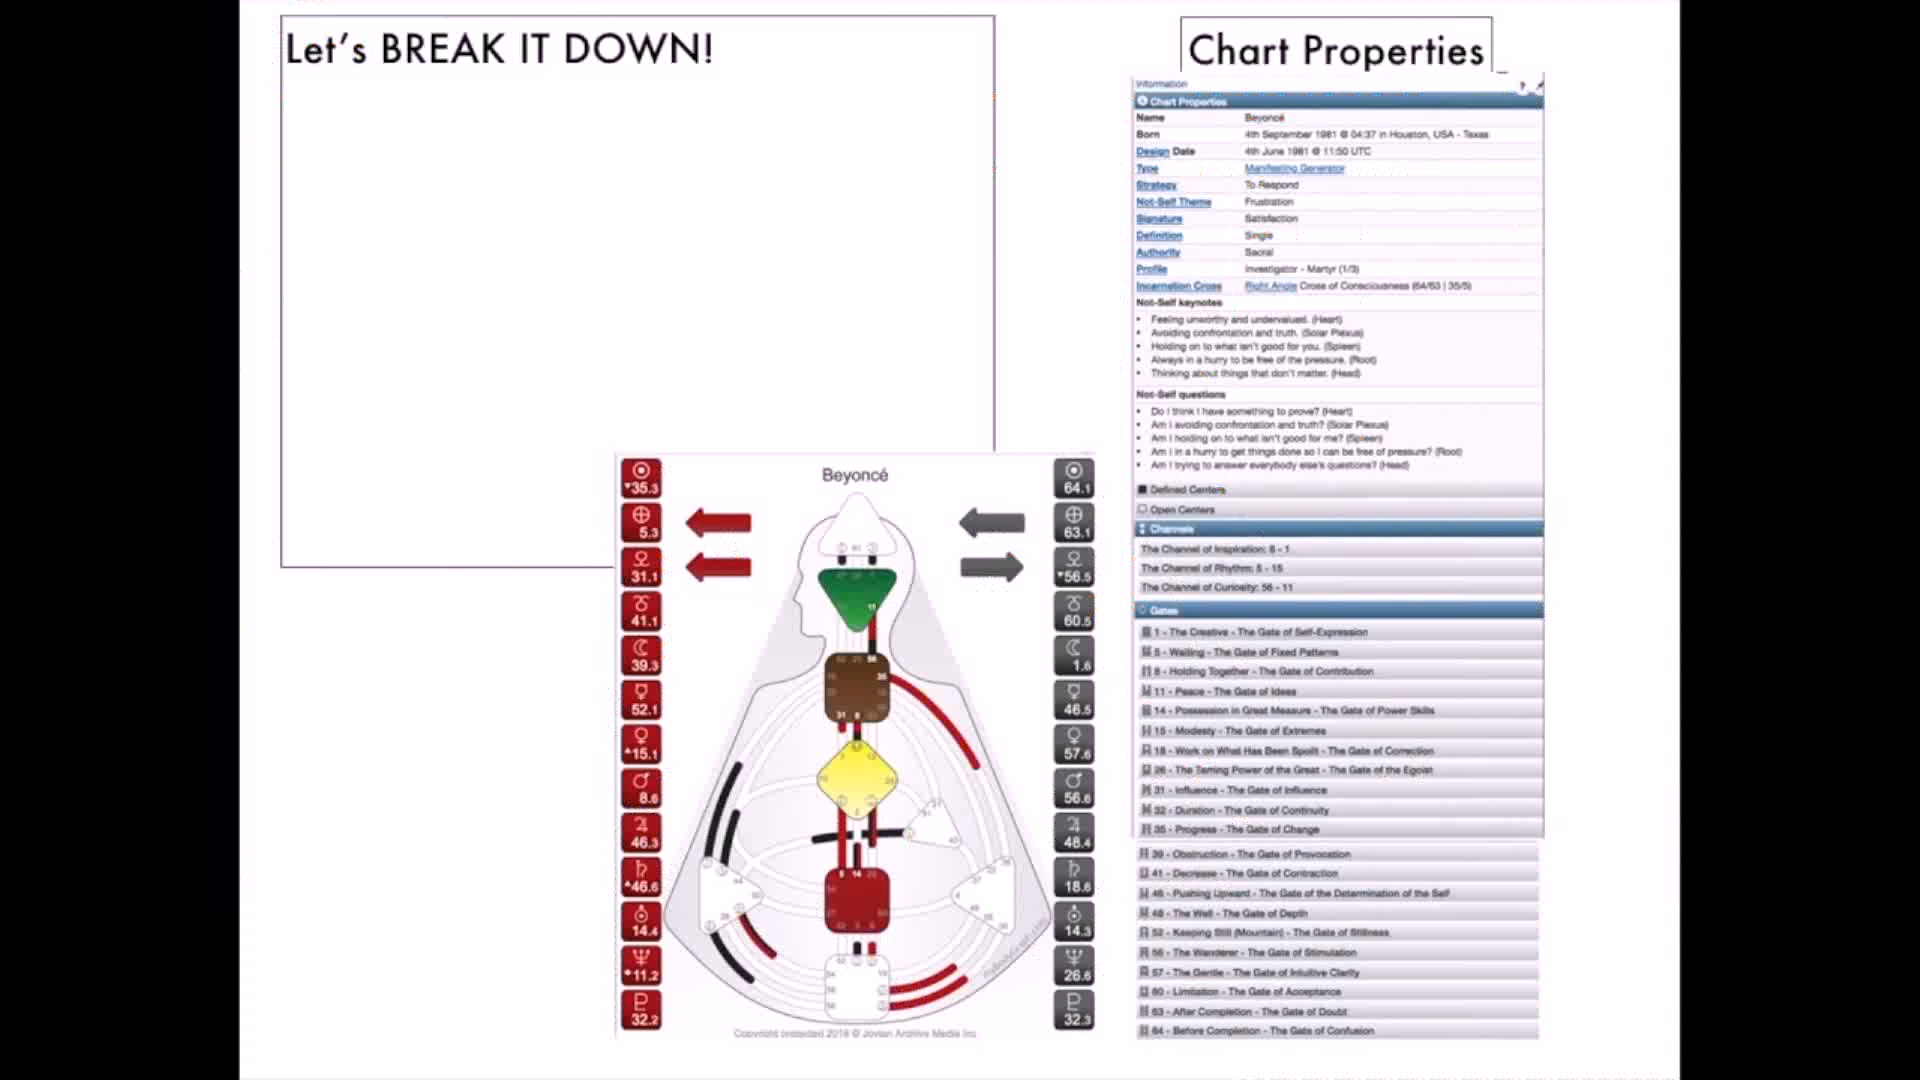 Let's BREAK IT DOWN!
Chart Properties
Information
Chart Properties
Name Beyoncé
Born 4th September 1981 @ 04:37 in Houston, USA - Texas
Design Date 4th June 1981 @ 11:50 UTC
Type Manifesting Generator
Strategy To Respond
Not-Self Theme Frustration
Signature Satisfaction
Definition Single
Authority Sacral
Profile Investigator - Martyr (1/3)
Incarnation Cross Right Angle Cross of Consciousness (64/63 | 35/5)
Not-Self keynotes
• Feeling unworthy and undervalued. (Heart)
• Avoiding confrontation and truth. (Solar Plexus)
• Holding on to what isn't good for you. (Spleen)
• Always in a hurry to be free of the pressure. (Root)
• Thinking about things that don't matter. (Head)
Not-Self questions
• Do I think I have something to prove? (Heart)
• Am I avoiding confrontation and truth? (Solar Plexus)
• Am I holding on to what isn't good for me? (Spleen)
• Am I in a hurry to get things done so I can be free of pressure? (Root)
• Am I trying to answer everybody else's questions? (Head)
Defined Centers
Open Centers
Channels
The Channel of Inspiration: 8 - 1
The Channel of Rhythm: 5 - 15
The Channel of Curiosity: 56 - 11
Gates
1 - The Creative - The Gate of Self-Expression
5 - Waiting - The Gate of Fixed Patterns
8 - Holding Together - The Gate of Contribution
11 - Peace - The Gate of Ideas
14 - Possession in Great Measure - The Gate of Power Skills
15 - Modesty - The Gate of Extremes
18 - Work on What Has Been Spoilt - The Gate of Correction
26 - The Taming Power of the Great - The Gate of the Egoist
31 - Influence - The Gate of Influence
32 - Duration - The Gate of Continuity
35 - Progress - The Gate of Change
39 - Obstruction - The Gate of Provocation
41 - Decrease - The Gate of Contraction
46 - Pushing Upward - The Gate of the Determination of the Self
48 - The Well - The Gate of Depth
52 - Keeping Still (Mountain) - The Gate of Stillness
56 - The Wanderer - The Gate of Stimulation
57 - The Gentle - The Gate of Intuitive Clarity
60 - Limitation - The Gate of Acceptance
63 - After Completion - The Gate of Doubt
64 - Before Completion - The Gate of Confusion
Beyoncé
35.3
5.3
31.1
41.1
39.3
52.1
15.1
8.6
46.3
46.6
14.4
11.2
32.2
64.1
63.1
56.5
60.5
1.6
46.5
57.6
56.6
48.4
18.6
14.3
26.6
32.3
11
56
35
31 8
5 14
Copyright protected 2018 © Jovian Archive Media Inc